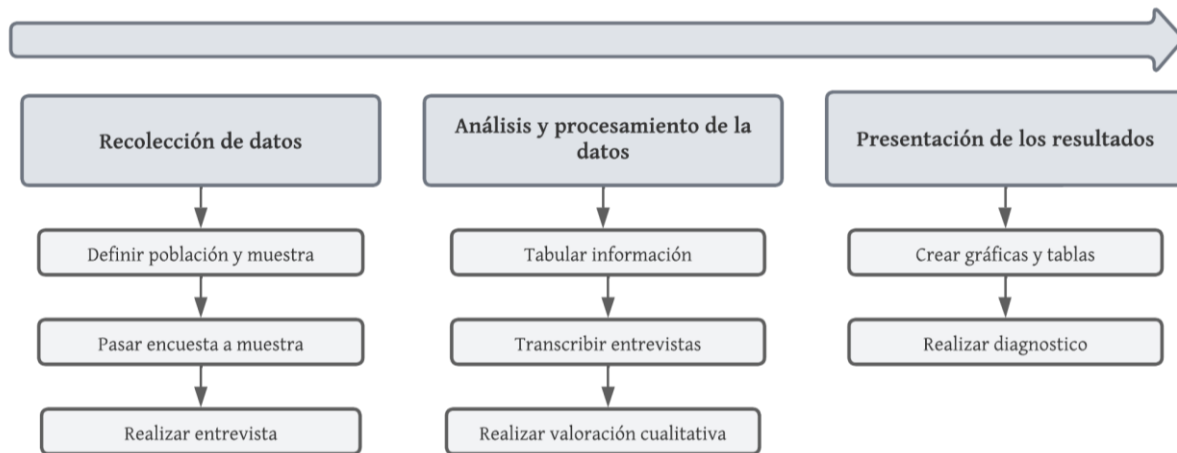 Recolección de datos
Definir población y muestra
Pasar encuesta a muestra
Realizar entrevista
Análisis y procesamiento de la
datos
Tabular información
Transcribir entrevistas
Realizar valoración cualitativa
Presentación de los resultados
Crear gráficas y tablas
Realizar diagnostico